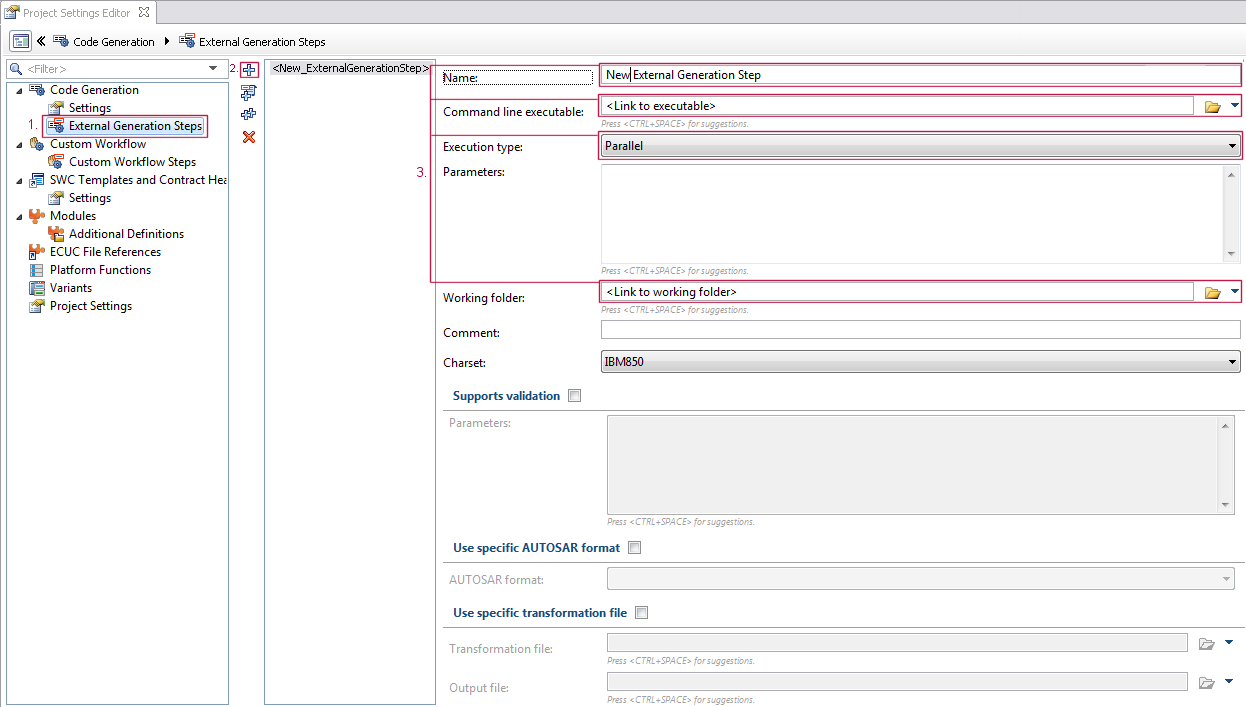 Project Settings Editor
Code Generation
External Generation Steps
<Filter>
Code Generation
Settings
1.
External Generation Steps
Custom Workflow
Custom Workflow Steps
SWC Templates and Contract Hea
Settings
Modules
Additional Definitions
ECUC File References
Platform Functions
Variants
Project Settings
2.
<New_ExternalGenerationStep>
3.
Name:
New External Generation Step
Command line executable:
<Link to executable>
Press <CTRL+SPACE> for suggestions.
Execution type:
Parallel
Parameters:
Press <CTRL+SPACE> for suggestions.
Working folder:
<Link to working folder>
Press <CTRL+SPACE> for suggestions.
Comment:
Charset:
IBM850
Supports validation
Parameters:
Press <CTRL+SPACE> for suggestions.
Use specific AUTOSAR format
AUTOSAR format:
Use specific transformation file
Transformation file:
Press <CTRL+SPACE> for suggestions.
Output file:
Press <CTRL+SPACE> for suggestions.